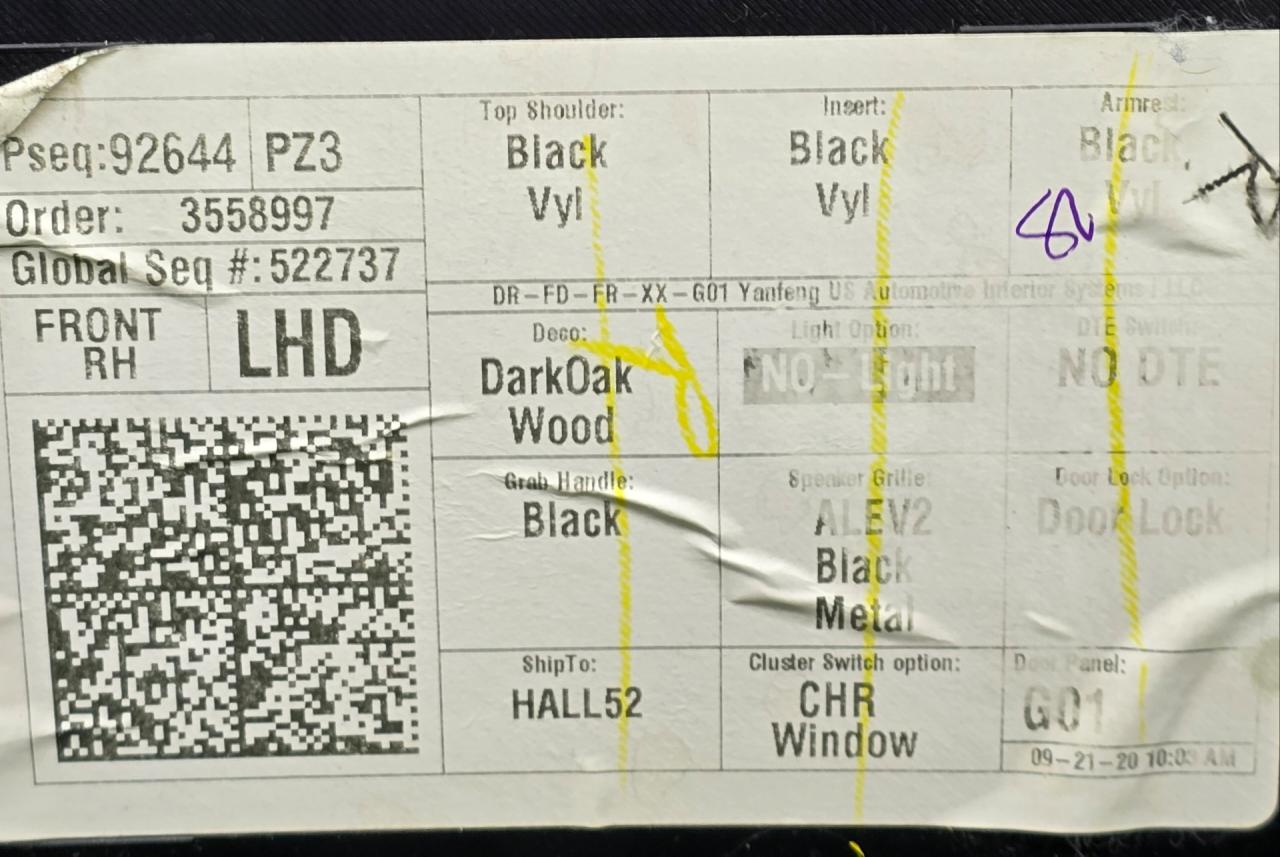 Pseq:92644 PZ3
Order: 3558997
Global Seq #:522737
FRONT
RH
LHD
Top Shoulder:
Black
Vyl
Insert:
Black
Vyl
Armrest:
Black
Vyl
DR-FD-FR-XX-G01 Yanfeng US Automotive Interior Systems I LLC
Deco:
DarkOak
Wood
Light Option:
NO-Light
DTE Switch:
NO DTE
Grab Handle:
Black
Speaker Grille:
ALEV2
Black
Metal
Door Lock Option:
Door Lock
ShipTo:
HALL52
Cluster Switch option:
CHR
Window
Door Panel:
G01
09-21-20 10:03 AM